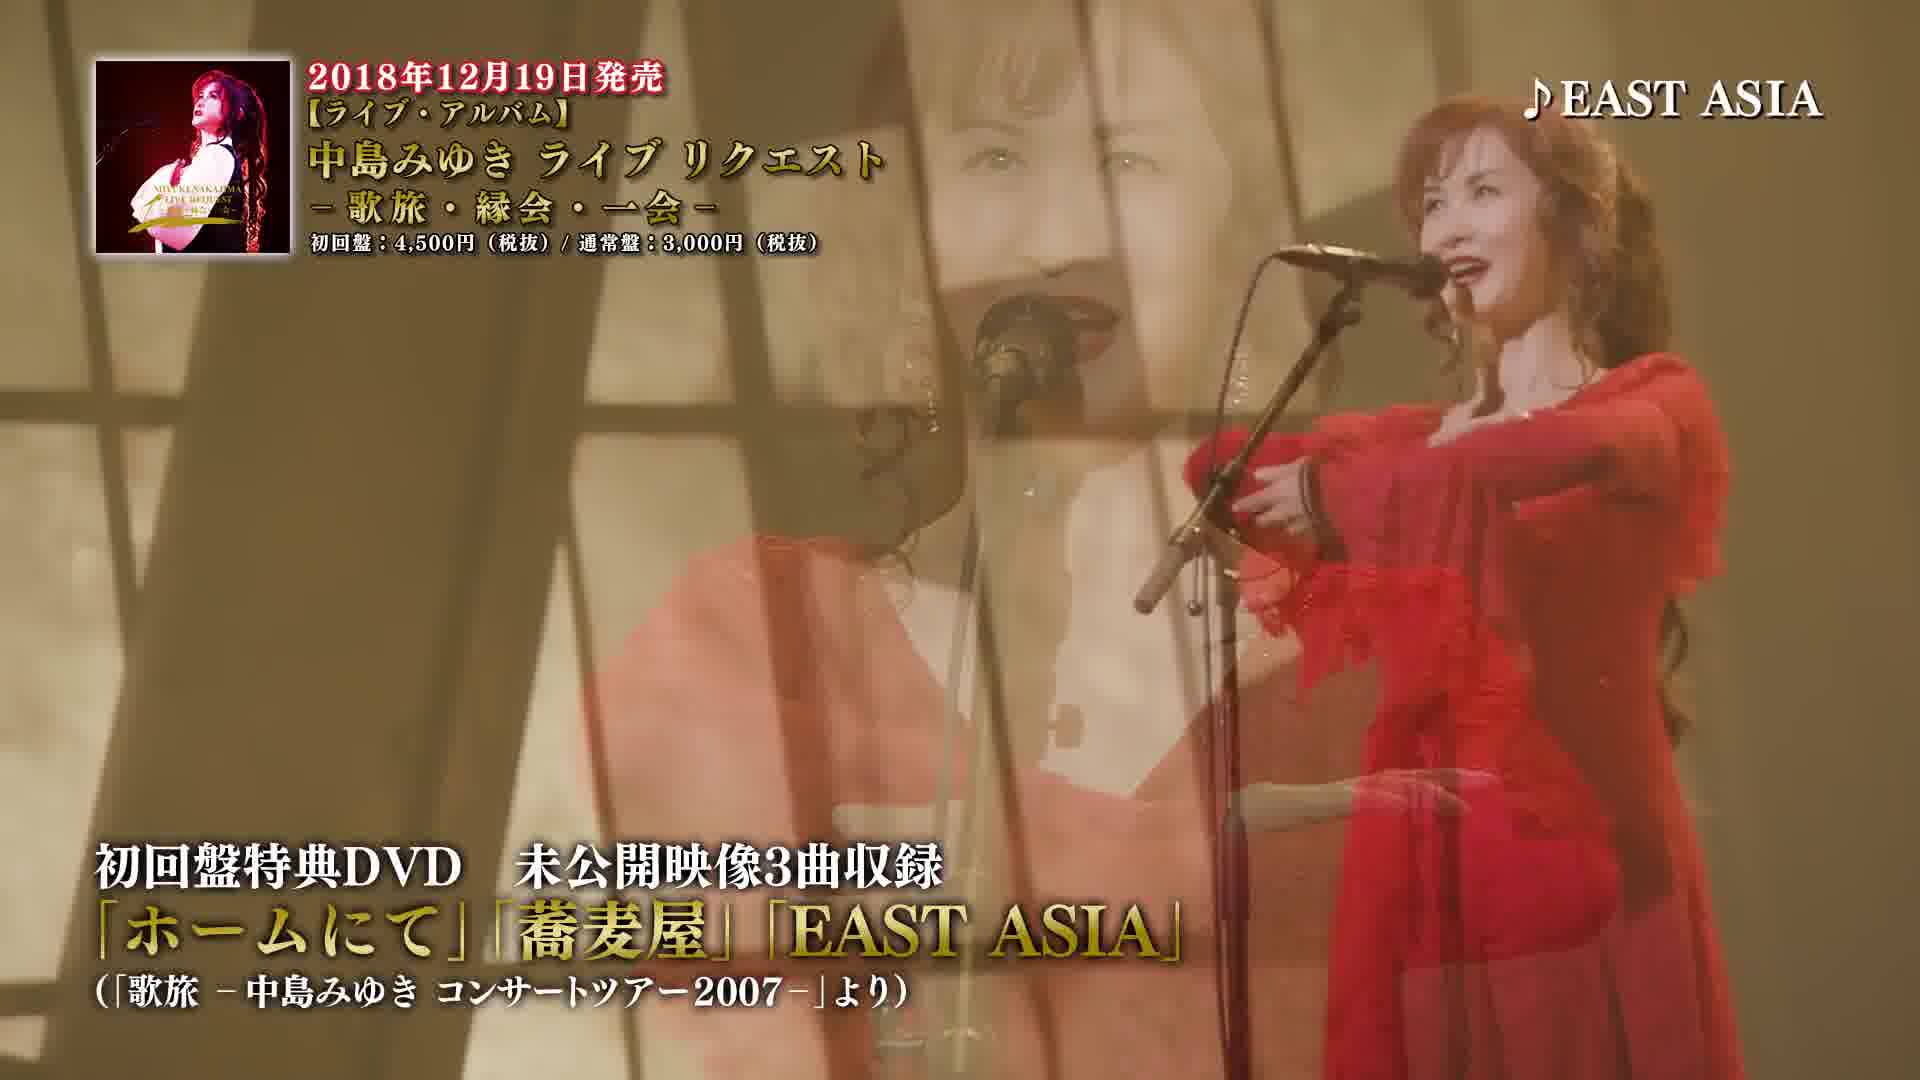 2018年12月19日発売
【ライブ・アルバム】
中島みゆき ライブ リクエスト
－歌旅・縁会・一会－
初回盤：4,500円（税抜）/ 通常盤：3,000円（税抜）
♪EAST ASIA
MIYUKI NAKAJIMA
LIVE REQUEST
初回盤特典DVD　未公開映像3曲収録
「ホームにて」「蕎麦屋」「EAST ASIA」
（「歌旅 －中島みゆき コンサートツアー2007－」より）